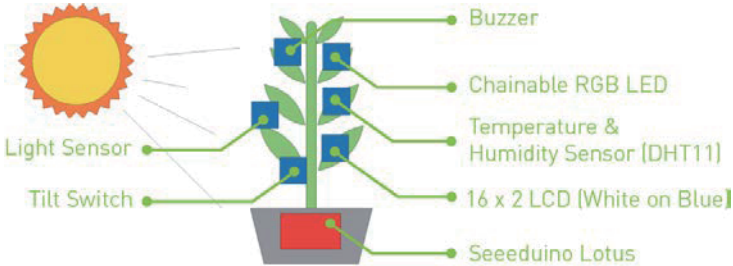 Buzzer
Chainable RGB LED
Light Sensor
Temperature &
Humidity Sensor (DHT11)
Tilt Switch
16 x 2 LCD (White on Blue)
Seeeduino Lotus